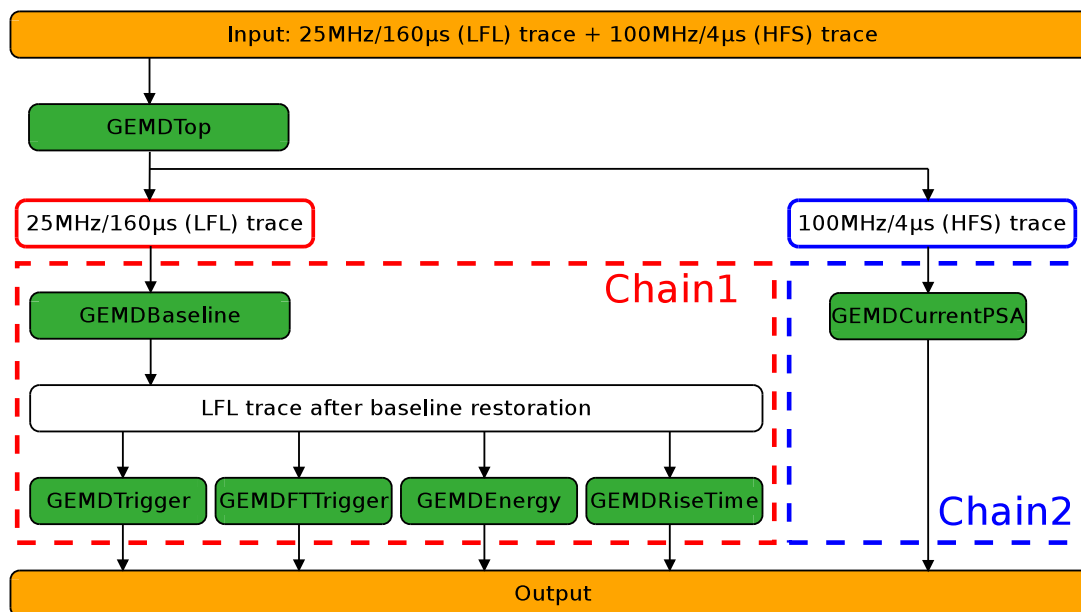 Input: 25MHz/160µs (LFL) trace + 100MHz/4µs (HFS) trace
GEMDTop
25MHz/160µs (LFL) trace
100MHz/4µs (HFS) trace
Chain1
GEMDBaseline
GEMDCurrentPSA
LFL trace after baseline restoration
GEMDTrigger
GEMDFTTrigger
GEMDEnergy
GEMDRiseTime
Chain2
Output